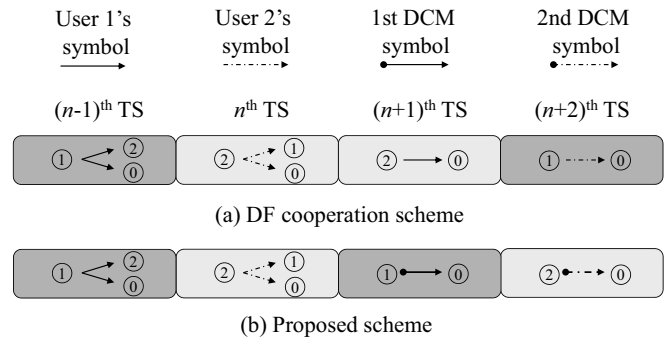 User 1's symbol
User 2's symbol
1st DCM symbol
2nd DCM symbol
(n-1)th TS
nth TS
(n+1)th TS
(n+2)th TS
1 2 0
2 1 0
2 0
1 0
(a) DF cooperation scheme
1 2 0
2 1 0
1 0
2 0
(b) Proposed scheme